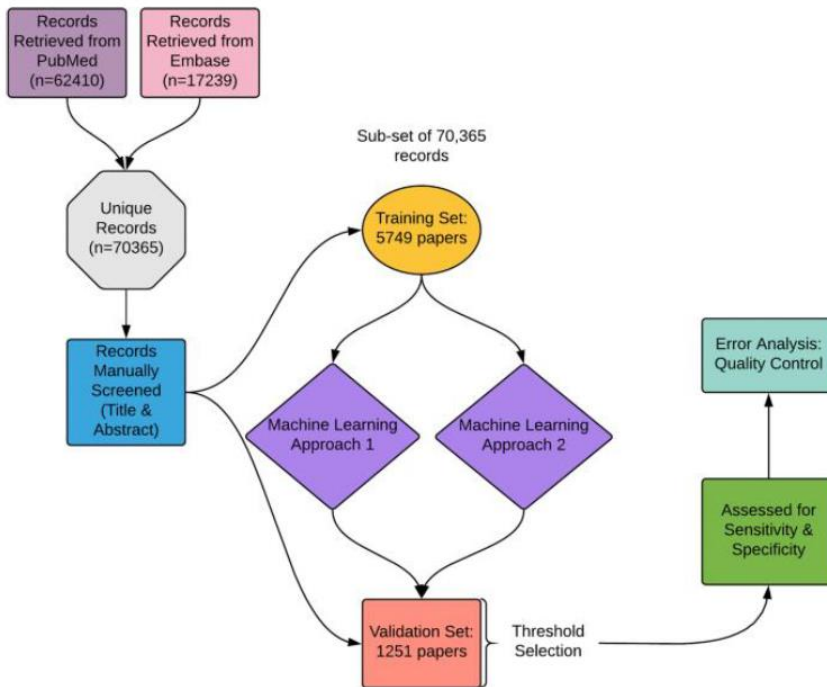 Records
Retrieved from
PubMed
(n=62410)
Records
Retrieved from
Embase
(n=17239)
Unique
Records
(n=70365)
Records
Manually
Screened
(Title &
Abstract)
Sub-set of 70,365
records
Training Set:
5749 papers
Machine Learning
Approach 1
Machine Learning
Approach 2
Validation Set:
1251 papers
Threshold
Selection
Assessed for
Sensitivity &
Specificity
Error Analysis:
Quality Control